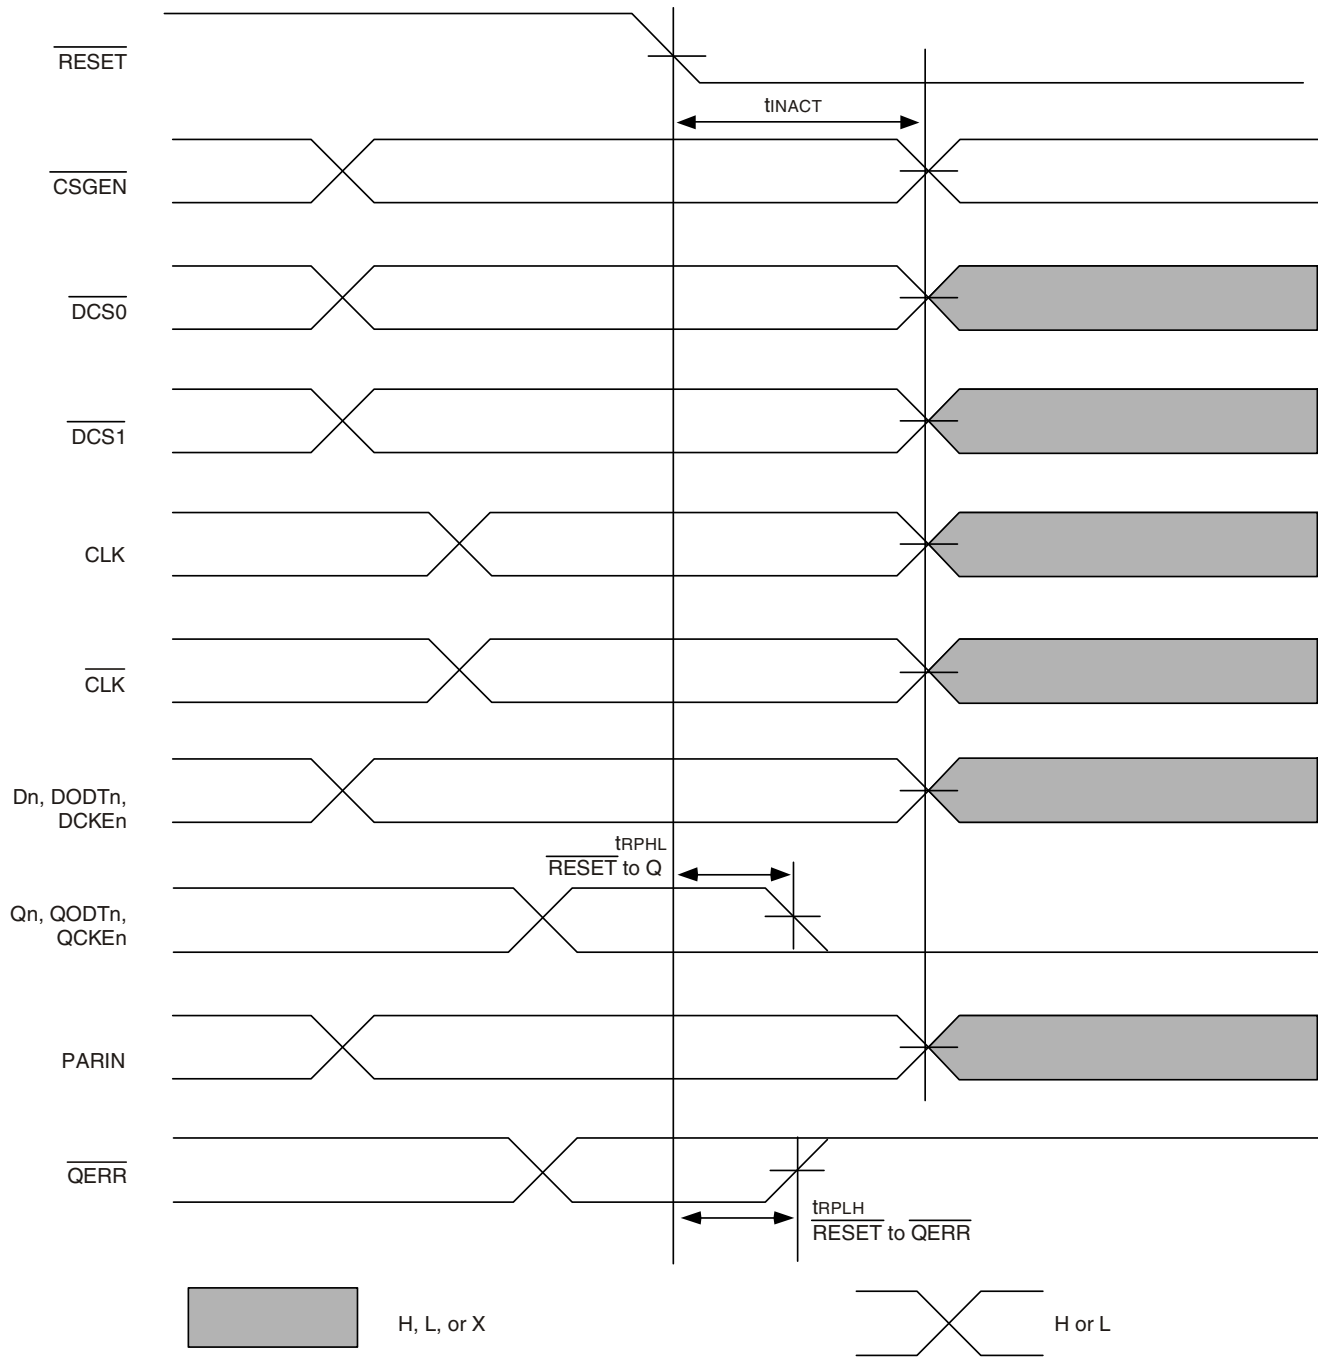 RESET
tINACT
CSGEN
DCS0
DCS1
CLK
CLK
Dn, DODTn,
DCKEn
tRPHL
RESET to Q
Qn, QODTn,
QCKEn
PARIN
QERR
tRPLH
RESET to QERR
H, L, or X
H or L